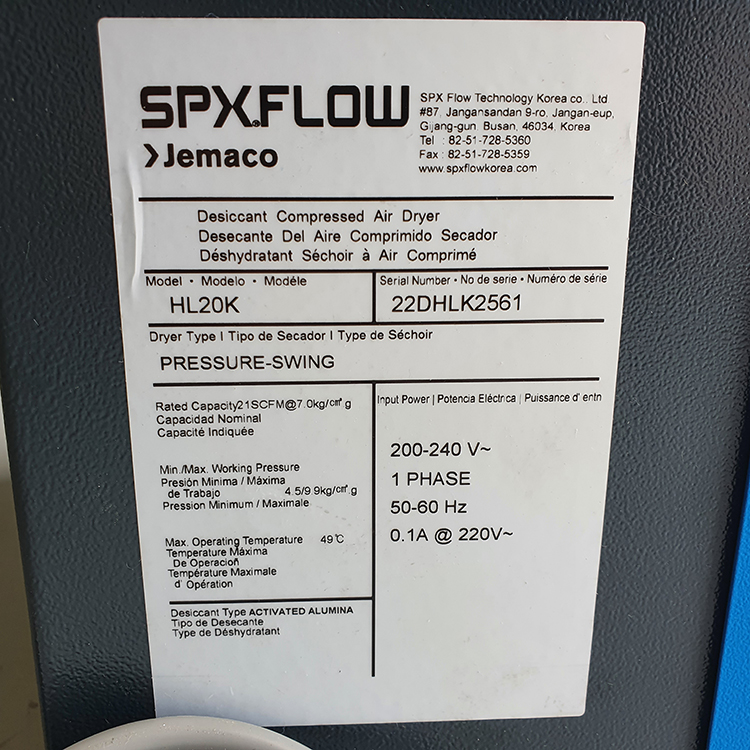 SPX.FLOW
›Jemaco
SPX Flow Technology Korea co., Ltd
#87, Jangansandan 9-ro, Jangan-eup,
Gijang-gun, Busan, 46034, Korea
Tel : 82-51-728-5360
Fax : 82-51-728-5359
www.spxflowkorea.com
Desiccant Compressed Air Dryer
Desecante Del Aire Comprimido Secador
Déshydratant Séchoir à Air Comprimé
Model · Modelo · Modéle
HL20K
Serial Number · No de serie · Numéro de série
22DHLK2561
Dryer Type | Tipo de Secador | Type de Séchoir
PRESSURE-SWING
Rated Capacity21SCFM@7.0kg/㎠ g
Capacidad Nominal
Capacité Indiquée
Min./Max. Working Pressure
Presión Minima / Máxima
de Trabajo 4.5/9.9kg/㎠ g
Pression Minimum / Maximale
Max. Operating Temperature 49℃
Temperature Máxima
De Operación
Température Maximale
d' Opération
Desiccant Type ACTIVATED ALUMINA
Tipo de Desecante
Type de Déshydratant
Input Power | Potencia Eléctrica | Puissance d' entn
200-240 V~
1 PHASE
50-60 Hz
0.1A @ 220V~